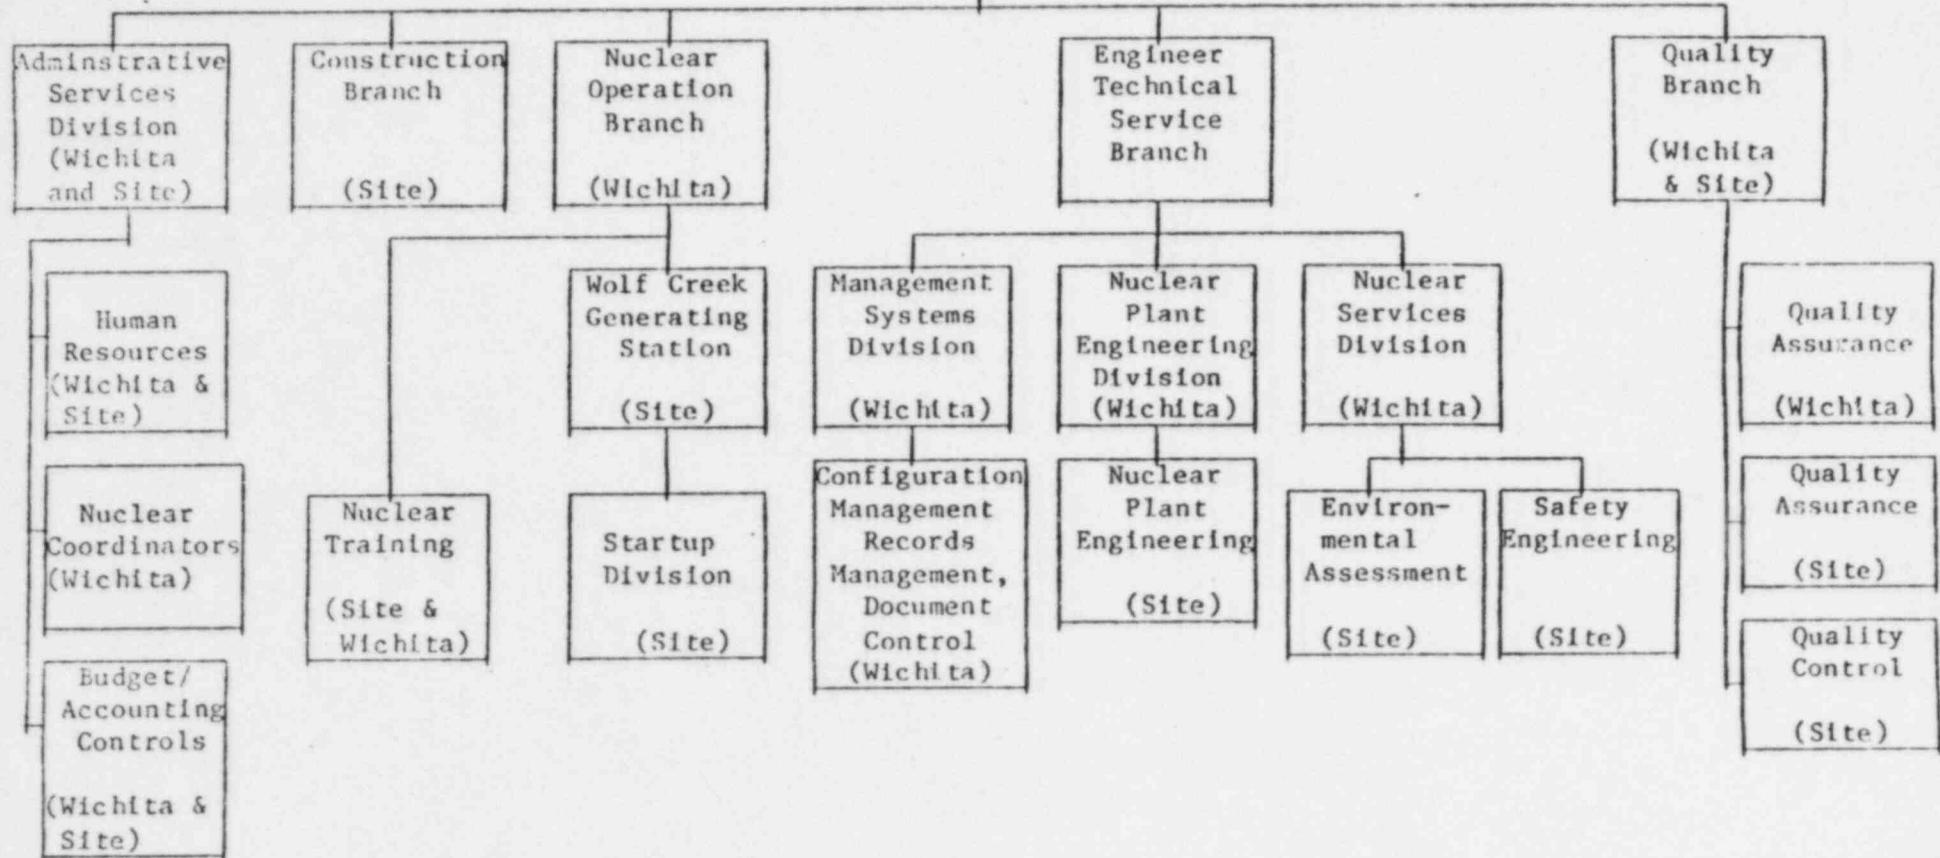 Adminstrative
Services
Division
(Wichita
and Site)
Construction
Branch
(Site)
Nuclear
Operation
Branch
(Wichita)
Engineer
Technical
Service
Branch
Quality
Branch
(Wichita
& Site)
Human
Resources
(Wichita &
Site)
Nuclear
Coordinators
(Wichita)
Budget/
Accounting
Controls
(Wichita &
Site)
Nuclear
Training
(Site &
Wichita)
Wolf Creek
Generating
Station
(Site)
Startup
Division
(Site)
Management
Systems
Division
(Wichita)
Configuration
Management
Records
Management,
Document
Control
(Wichita)
Nuclear
Plant
Engineering
Division
(Wichita)
Nuclear
Plant
Engineering
(Site)
Nuclear
Services
Division
(Wichita)
Environ-
mental
Assessment
(Site)
Safety
Engineering
(Site)
Quality
Assurance
(Wichita)
Quality
Assurance
(Site)
Quality
Control
(Site)